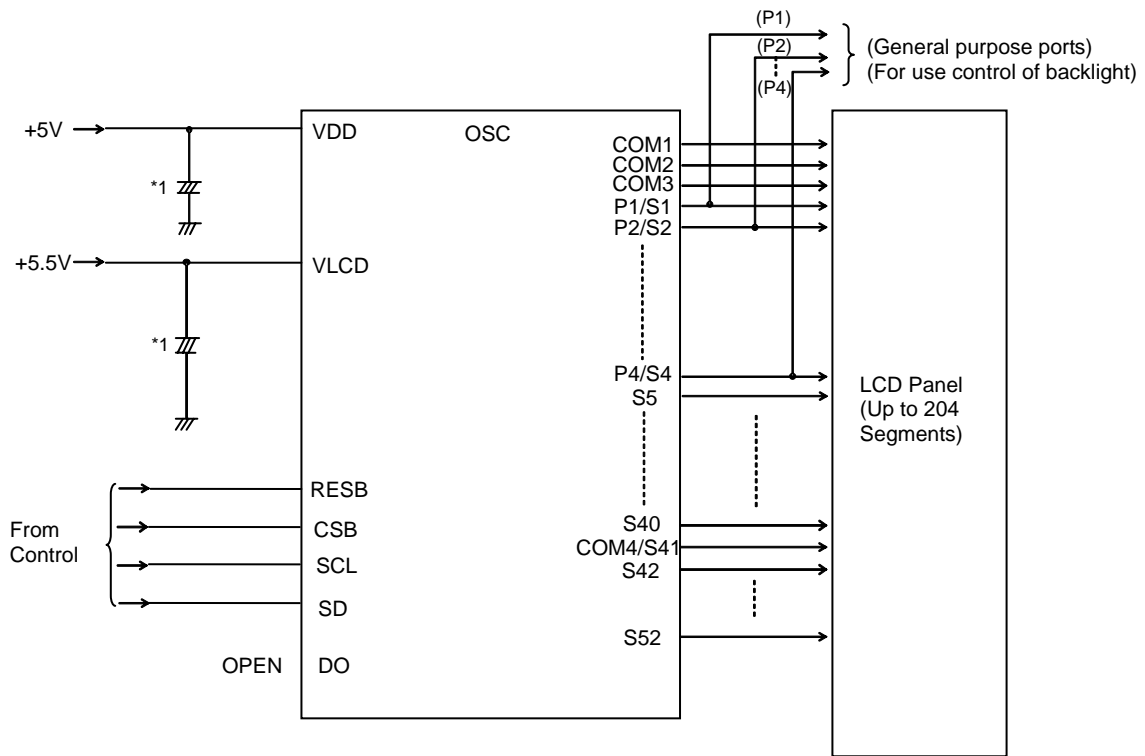 (P1)
(P2)
(P4)
(General purpose ports)
(For use control of backlight)
+5V
VDD
OSC
COM1
COM2
COM3
P1/S1
P2/S2
*1
+5.5V
VLCD
*1
P4/S4
S5
LCD Panel
(Up to 204
Segments)
From
Control
RESB
CSB
SCL
SD
S40
COM4/S41
S42
S52
OPEN
DO